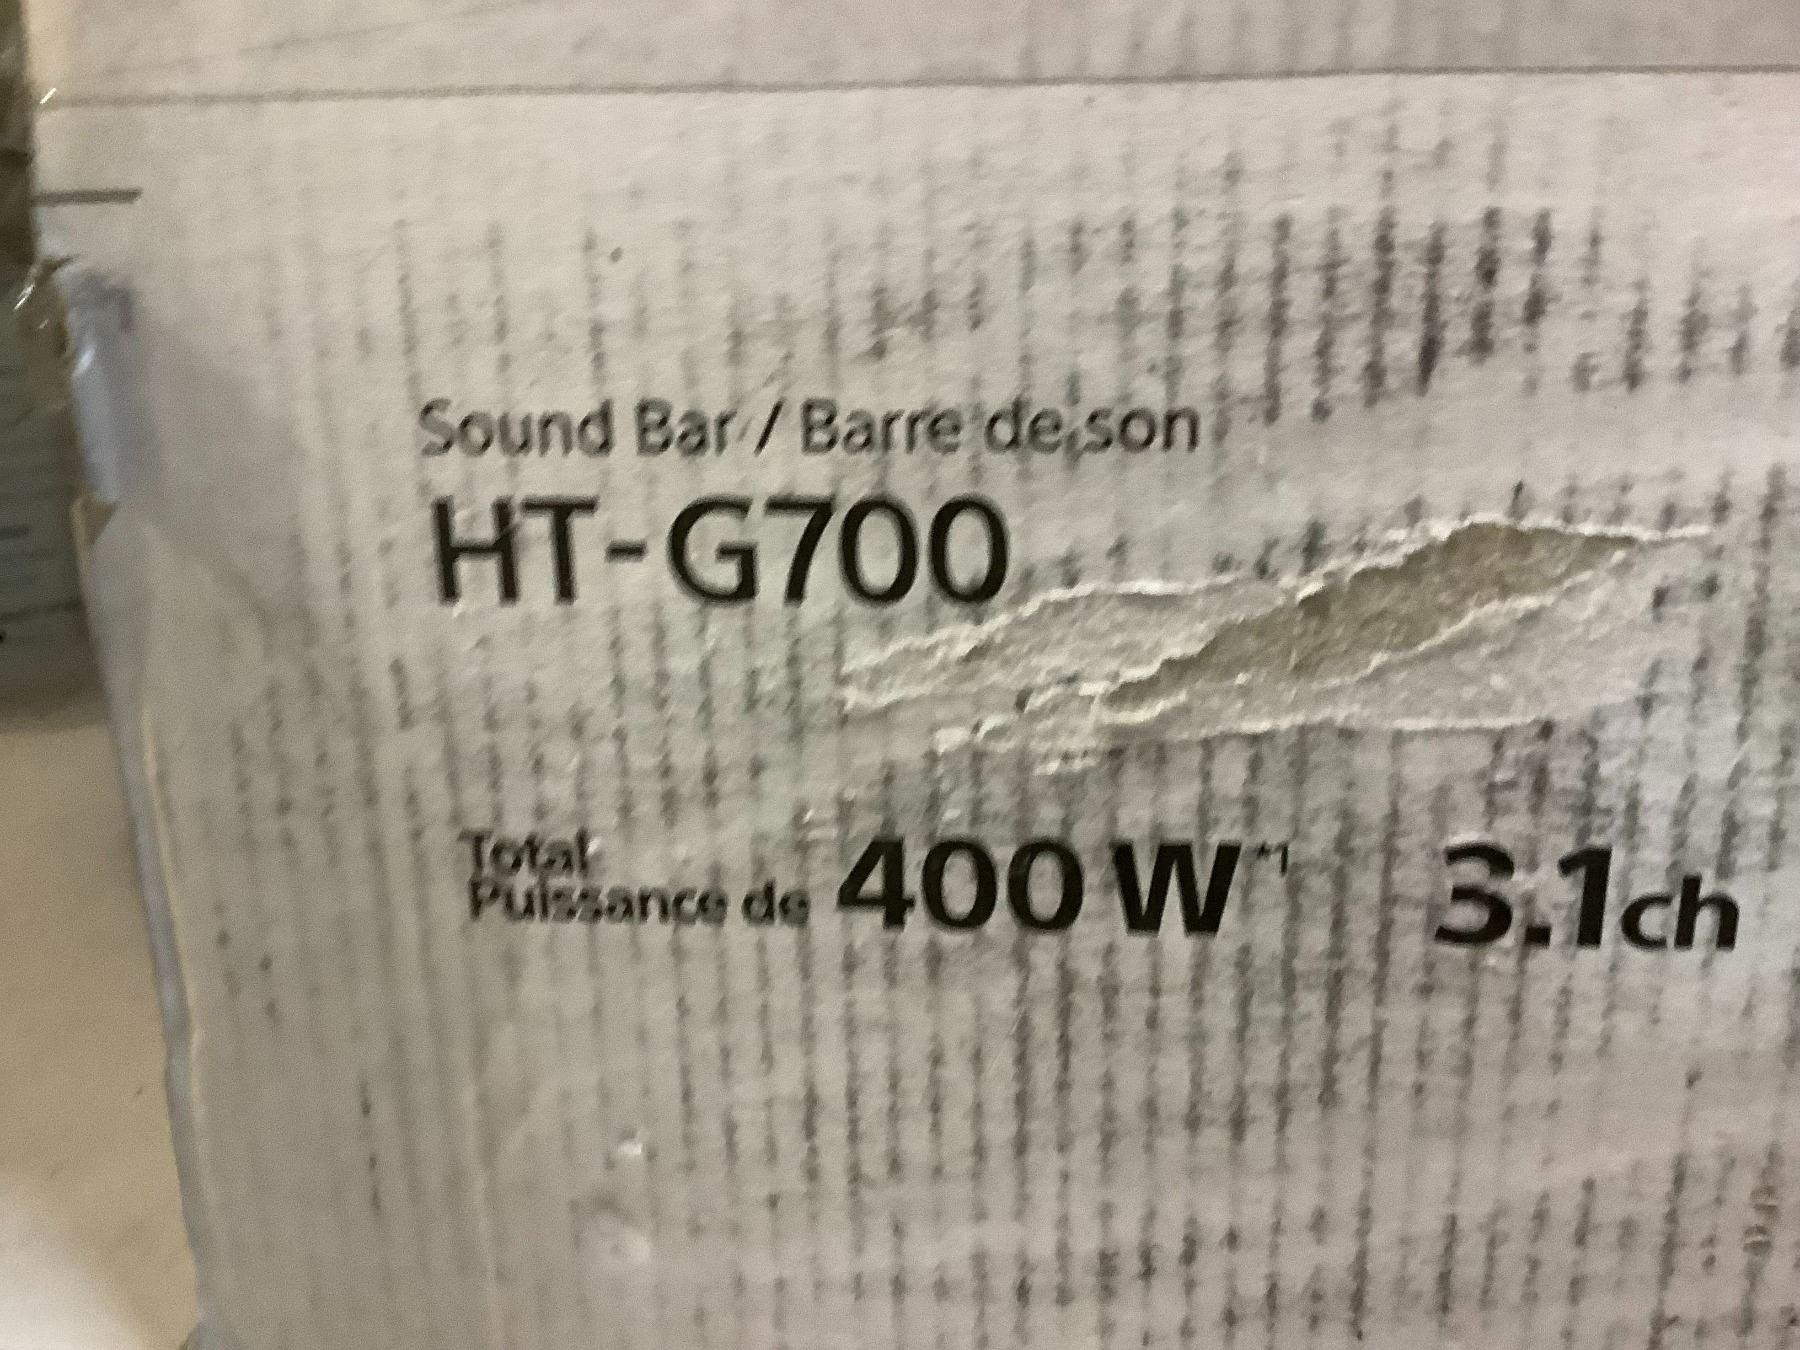 Sound Bar / Barre de son
HT-G700
Total
Puissance de 400 W*1 3.1ch